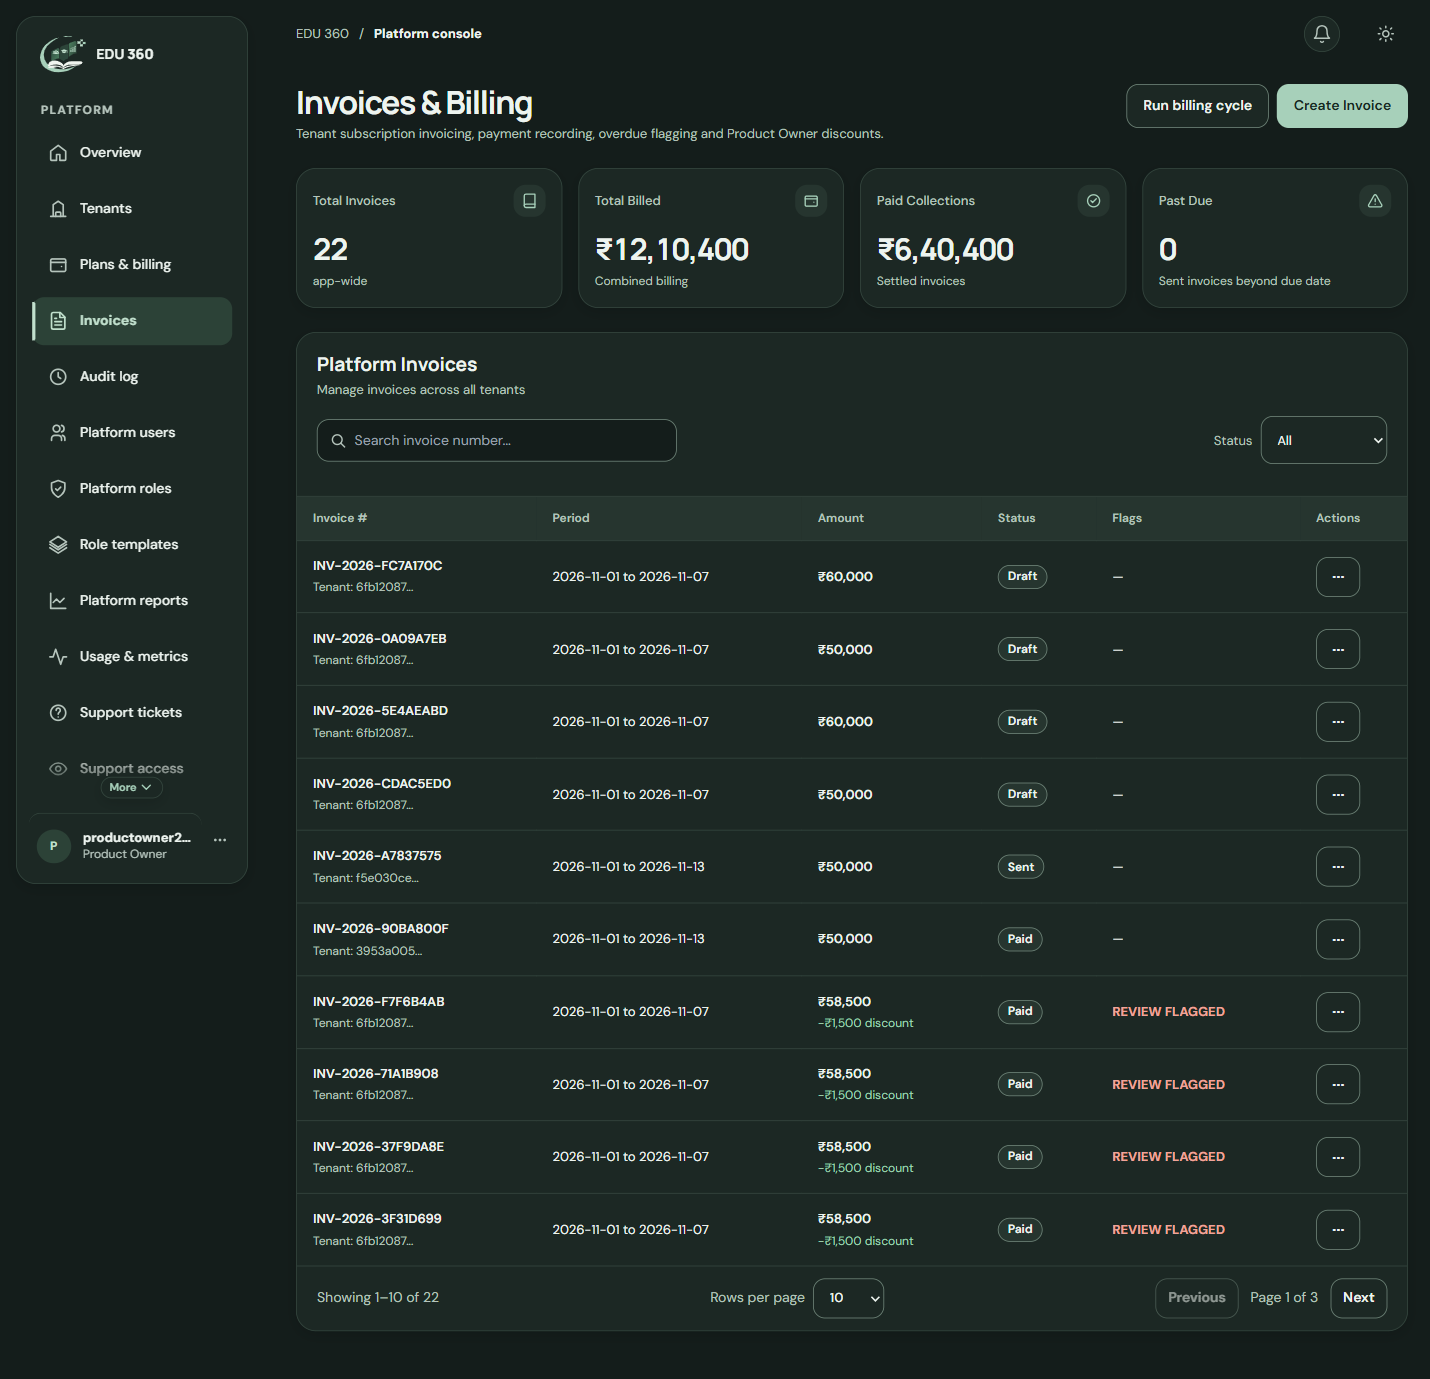 EDU 360
PLATFORM
Overview
Tenants
Plans & billing
Invoices
Audit log
Platform users
Platform roles
Role templates
Platform reports
Usage & metrics
Support tickets
Support access
More
P
productowner2...
Product Owner
...
EDU 360 / Platform console
Invoices & Billing
Tenant subscription invoicing, payment recording, overdue flagging and Product Owner discounts.
Run billing cycle
Create Invoice
Total Invoices
22
app-wide
Total Billed
₹12,10,400
Combined billing
Paid Collections
₹6,40,400
Settled invoices
Past Due
0
Sent invoices beyond due date
Platform Invoices
Manage invoices across all tenants
Search invoice number...
Status All
Invoice # Period Amount Status Flags Actions
INV-2026-FC7A170C
Tenant: 6fb12087...
2026-11-01 to 2026-11-07 ₹60,000 Draft — ...
INV-2026-0A09A7EB
Tenant: 6fb12087...
2026-11-01 to 2026-11-07 ₹50,000 Draft — ...
INV-2026-5E4AEABD
Tenant: 6fb12087...
2026-11-01 to 2026-11-07 ₹60,000 Draft — ...
INV-2026-CDAC5ED0
Tenant: 6fb12087...
2026-11-01 to 2026-11-07 ₹50,000 Draft — ...
INV-2026-A7837575
Tenant: f5e030ce...
2026-11-01 to 2026-11-13 ₹50,000 Sent — ...
INV-2026-90BA800F
Tenant: 3953a005...
2026-11-01 to 2026-11-13 ₹50,000 Paid — ...
INV-2026-F7F6B4AB
Tenant: 6fb12087...
2026-11-01 to 2026-11-07
₹58,500
-₹1,500 discount
Paid REVIEW FLAGGED ...
INV-2026-71A1B908
Tenant: 6fb12087...
2026-11-01 to 2026-11-07
₹58,500
-₹1,500 discount
Paid REVIEW FLAGGED ...
INV-2026-37F9DA8E
Tenant: 6fb12087...
2026-11-01 to 2026-11-07
₹58,500
-₹1,500 discount
Paid REVIEW FLAGGED ...
INV-2026-3F31D699
Tenant: 6fb12087...
2026-11-01 to 2026-11-07
₹58,500
-₹1,500 discount
Paid REVIEW FLAGGED ...
Showing 1–10 of 22 Rows per page 10 Previous Page 1 of 3 Next